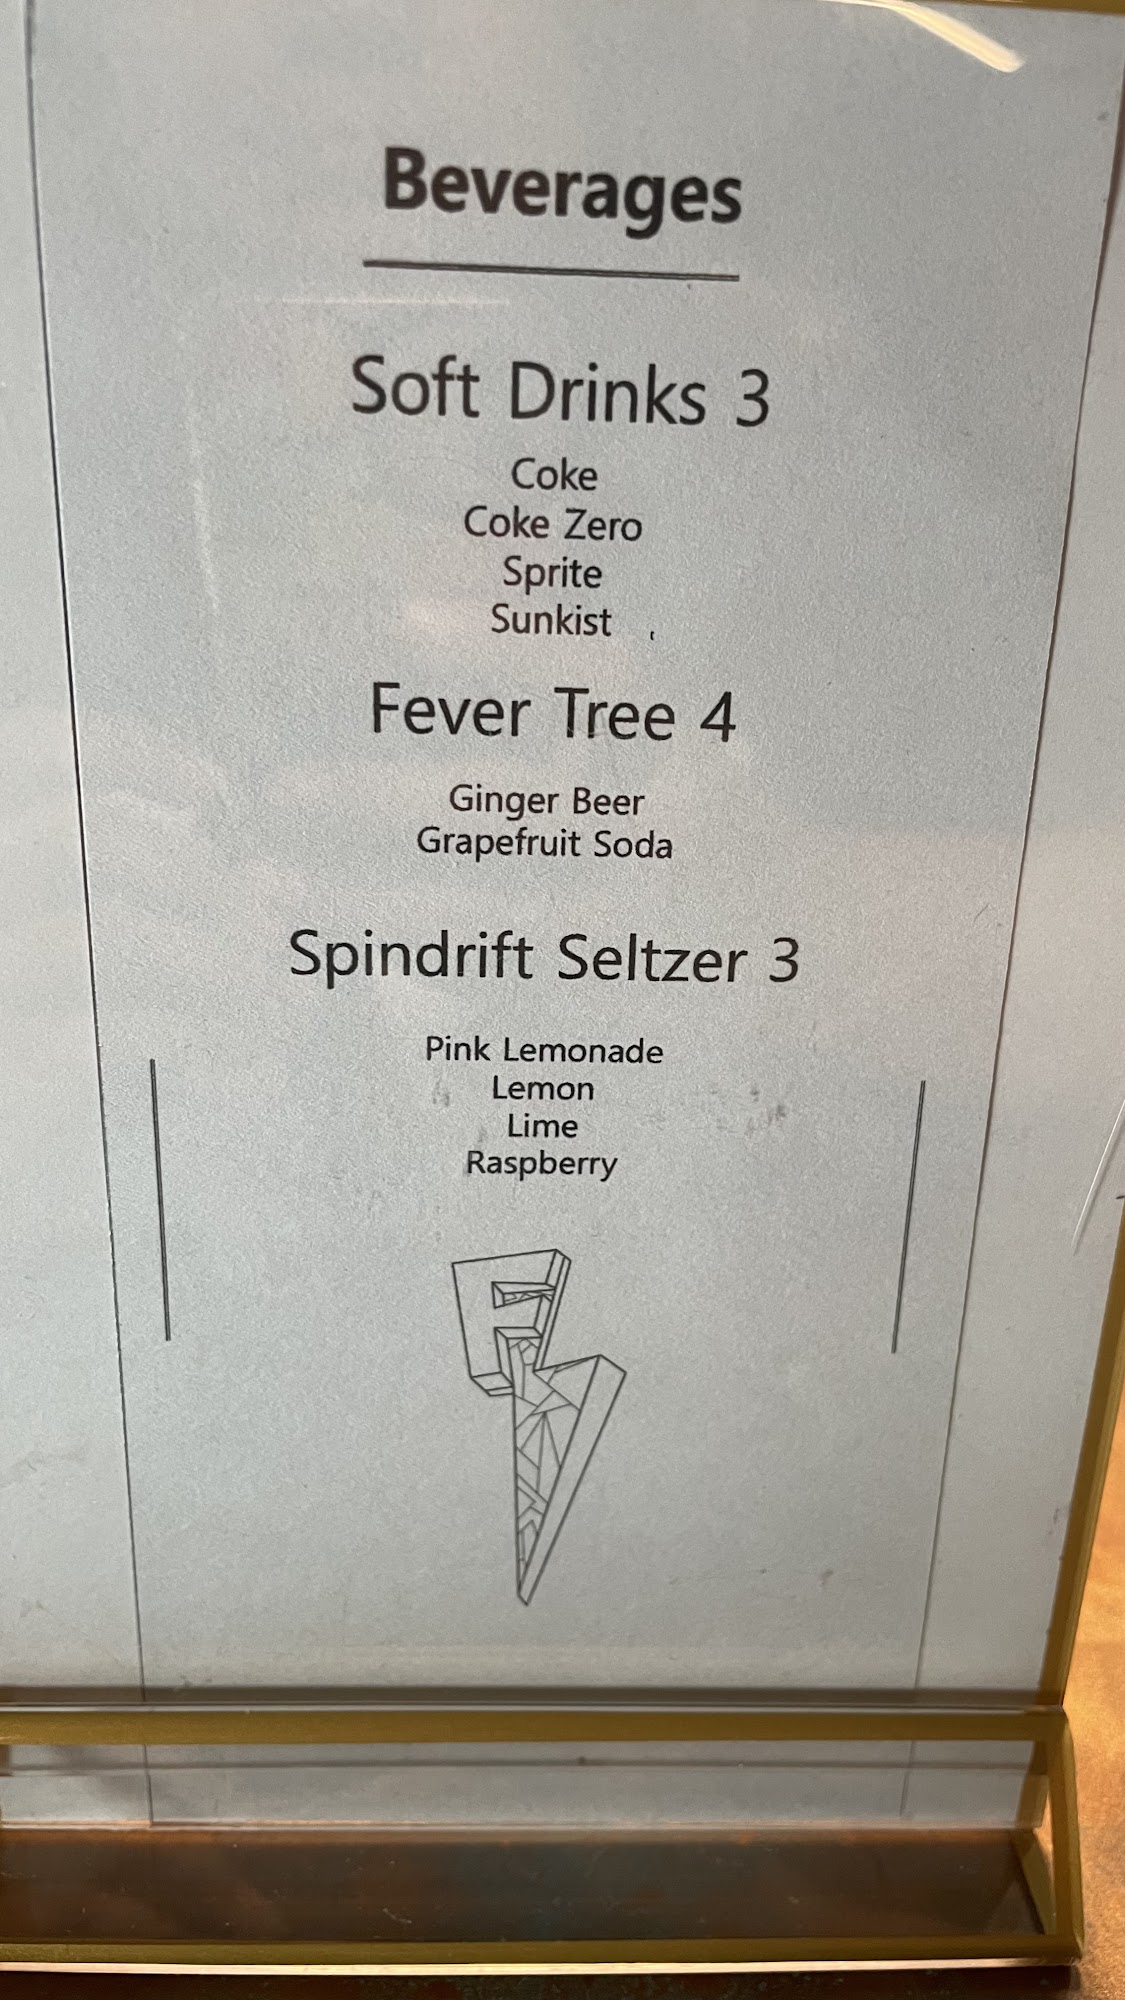 Beverages
Soft Drinks 3
Coke
Coke Zero
Sprite
Sunkist
Fever Tree 4
Ginger Beer
Grapefruit Soda
Spindrift Seltzer 3
Pink Lemonade
Lemon
Lime
Raspberry
F